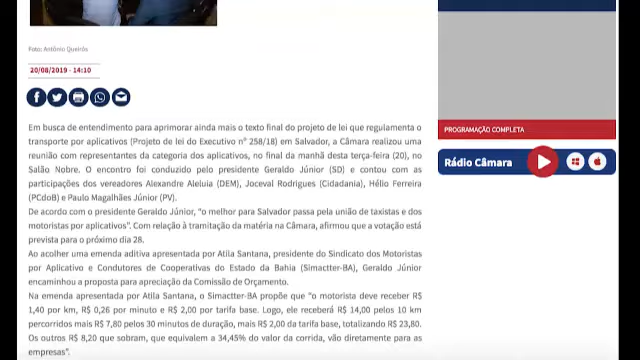 Foto: Antônio Queirós
20/08/2019 - 14:10
Em busca de entendimento para aprimorar ainda mais o texto final do projeto de lei que regulamenta o
transporte por aplicativos (Projeto de lei do Executivo nº 258/18) em Salvador, a Câmara realizou uma
reunião com representantes da categoria dos aplicativos, no final da manhã desta terça-feira (20), no
Salão Nobre. O encontro foi conduzido pelo presidente Geraldo Júnior (SD) e contou com as
participações dos vereadores Alexandre Aleluia (DEM), Joceval Rodrigues (Cidadania), Hélio Ferreira
(PCdoB) e Paulo Magalhães Júnior (PV).
De acordo com o presidente Geraldo Júnior, "o melhor para Salvador passa pela união de taxistas e dos
motoristas por aplicativos". Com relação à tramitação da matéria na Câmara, afirmou que a votação está
prevista para o próximo dia 28.
Ao acolher uma emenda aditiva apresentada por Atila Santana, presidente do Sindicato dos Motoristas
por Aplicativo e Condutores de Cooperativas do Estado da Bahia (Simactter-BA), Geraldo Júnior
encaminhou a proposta para apreciação da Comissão de Orçamento.
Na emenda apresentada por Atila Santana, o Simactter-BA propõe que "o motorista deve receber R$
1,40 por km, R$ 0,26 por minuto e R$ 2,00 por tarifa base. Logo, ele receberá R$ 14,00 pelos 10 km
percorridos mais R$ 7,80 pelos 30 minutos de duração, mais R$ 2,00 da tarifa base, totalizando R$ 23,80.
Os outros R$ 8,20 que sobram, que equivalem a 34,45% do valor da corrida, vão diretamente para as
empresas".
PROGRAMAÇÃO COMPLETA
Rádio Câmara